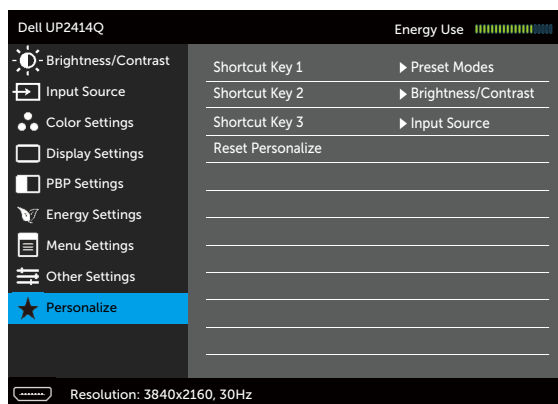 Dell UP2414Q Energy Use
Brightness/Contrast
Input Source
Color Settings
Display Settings
PBP Settings
Energy Settings
Menu Settings
Other Settings
Personalize
Shortcut Key 1 Preset Modes
Shortcut Key 2 Brightness/Contrast
Shortcut Key 3 Input Source
Reset Personalize
Resolution: 3840x2160, 30Hz